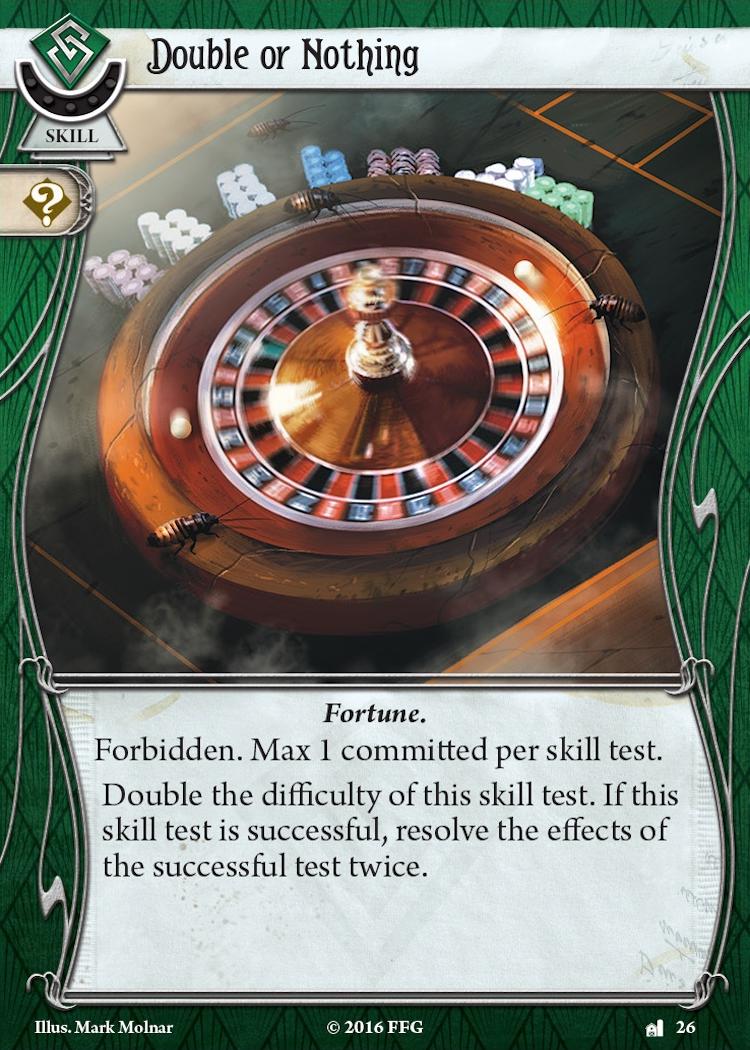 Double or Nothing
SKILL
?
Fortune.
Forbidden. Max 1 committed per skill test.
Double the difficulty of this skill test. If this
skill test is successful, resolve the effects of
the successful test twice.
Illus. Mark Molnar
© 2016 FFG
26